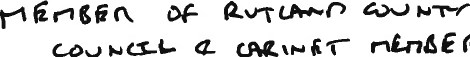 MEMBER OF RUTLAND COUNTY
COUNCIL & CABINET MEMBER